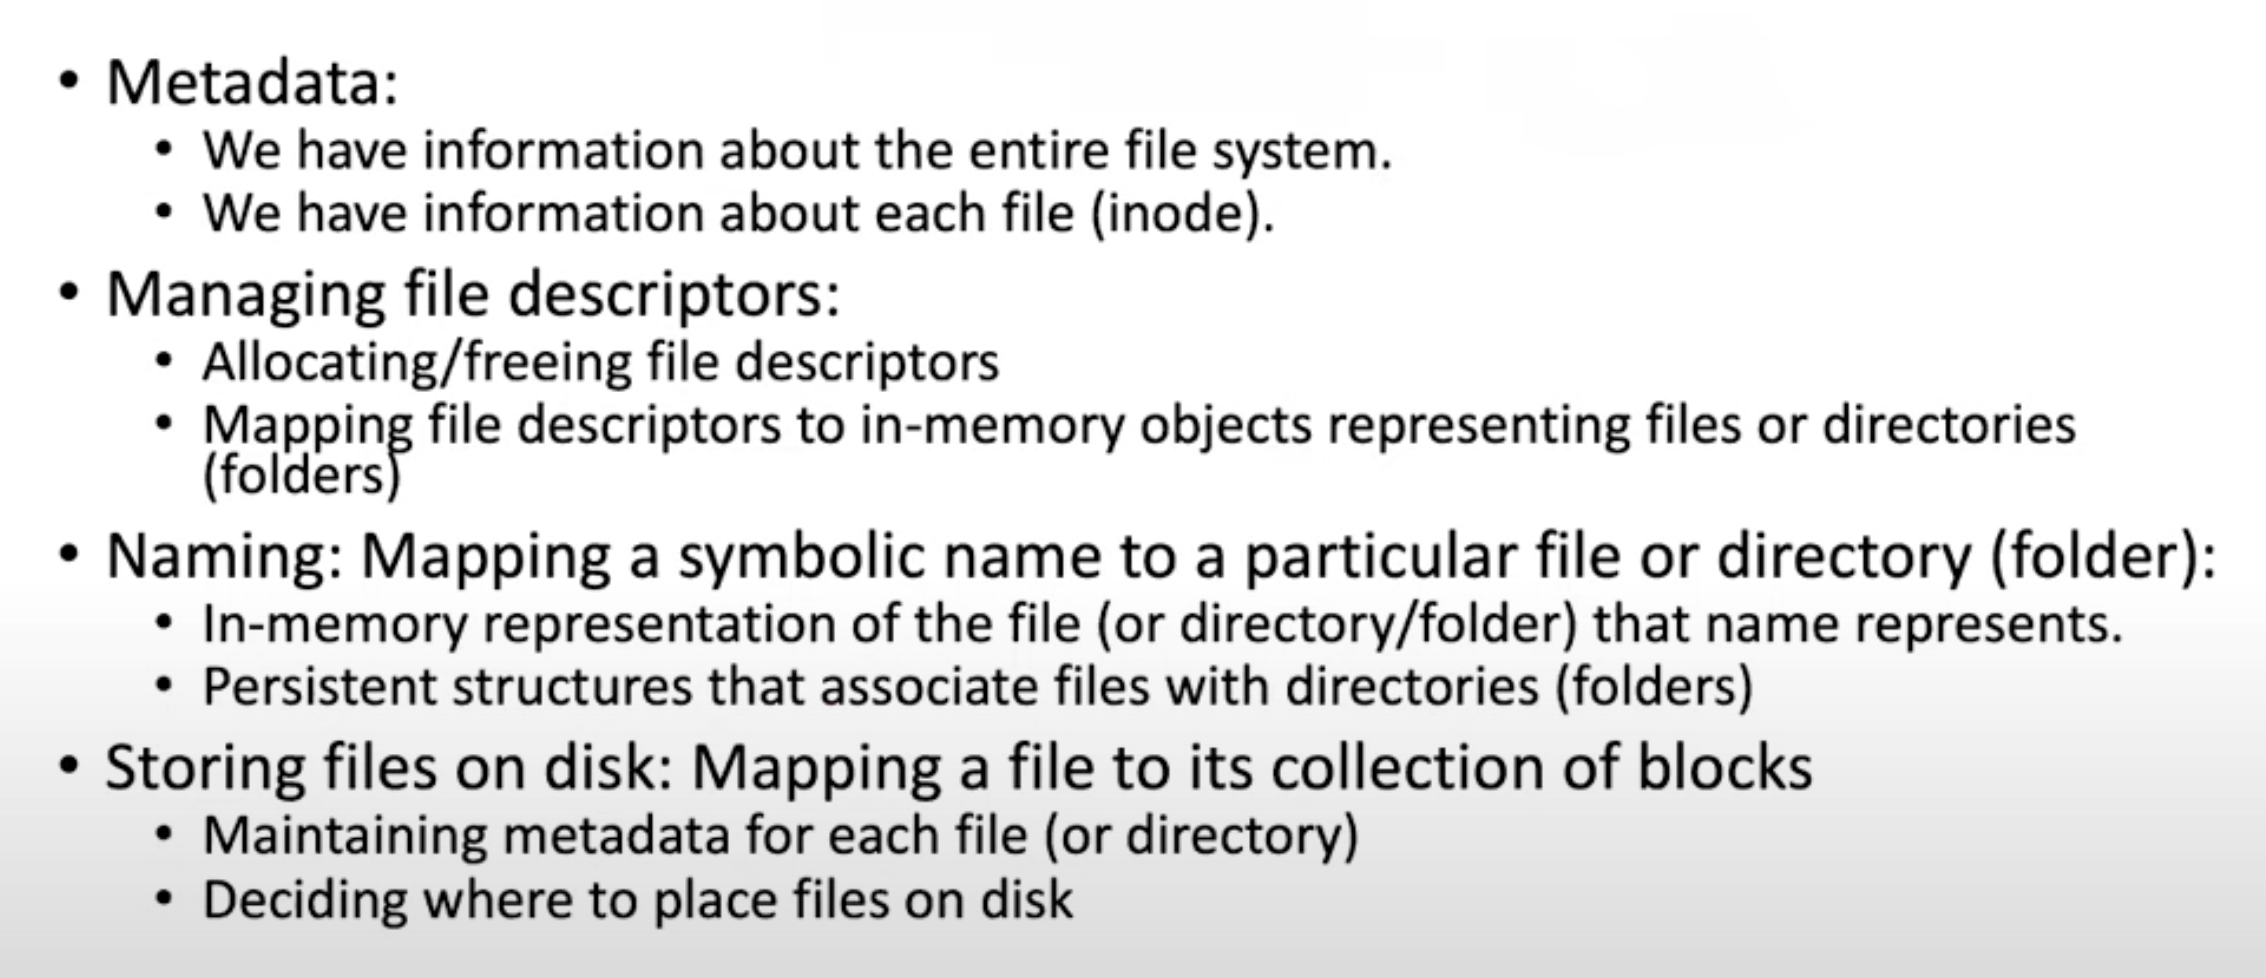 • Metadata:
• We have information about the entire file system.
• We have information about each file (inode).
• Managing file descriptors:
• Allocating/freeing file descriptors
• Mapping file descriptors to in-memory objects representing files or directories
(folders)
• Naming: Mapping a symbolic name to a particular file or directory (folder):
• In-memory representation of the file (or directory/folder) that name represents.
• Persistent structures that associate files with directories (folders)
• Storing files on disk: Mapping a file to its collection of blocks
• Maintaining metadata for each file (or directory)
• Deciding where to place files on disk